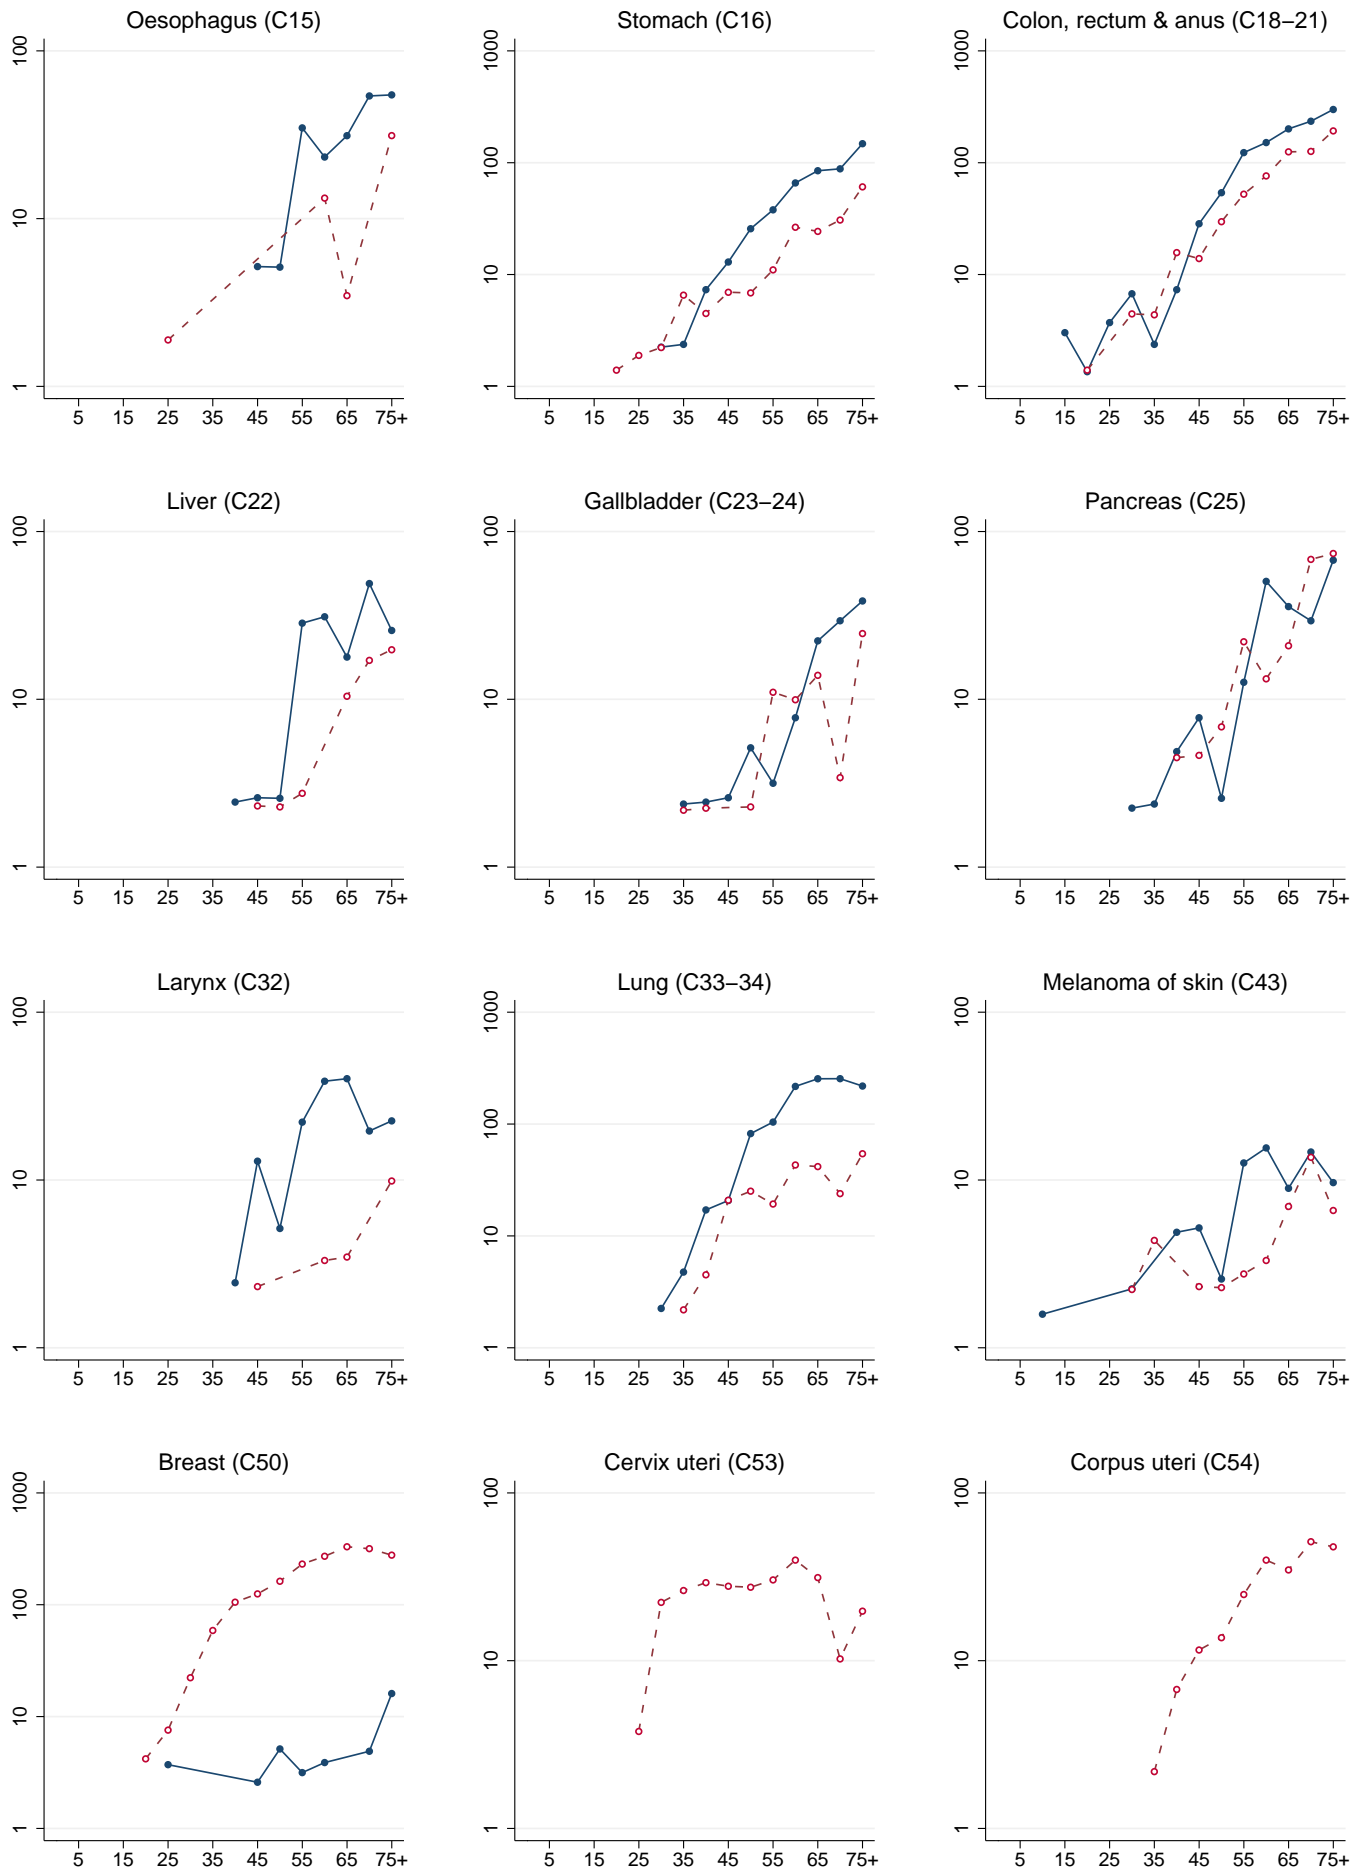 Oesophagus (C15)
100
10
1
5 15 25 35 45 55 65 75+
Stomach (C16)
1000
100
10
1
5 15 25 35 45 55 65 75+
Colon, rectum & anus (C18−21)
1000
100
10
1
5 15 25 35 45 55 65 75+
Liver (C22)
100
10
1
5 15 25 35 45 55 65 75+
Gallbladder (C23−24)
100
10
1
5 15 25 35 45 55 65 75+
Pancreas (C25)
100
10
1
5 15 25 35 45 55 65 75+
Larynx (C32)
100
10
1
5 15 25 35 45 55 65 75+
Lung (C33−34)
1000
100
10
1
5 15 25 35 45 55 65 75+
Melanoma of skin (C43)
100
10
1
5 15 25 35 45 55 65 75+
Breast (C50)
1000
100
10
1
5 15 25 35 45 55 65 75+
Cervix uteri (C53)
100
10
1
5 15 25 35 45 55 65 75+
Corpus uteri (C54)
100
10
1
5 15 25 35 45 55 65 75+